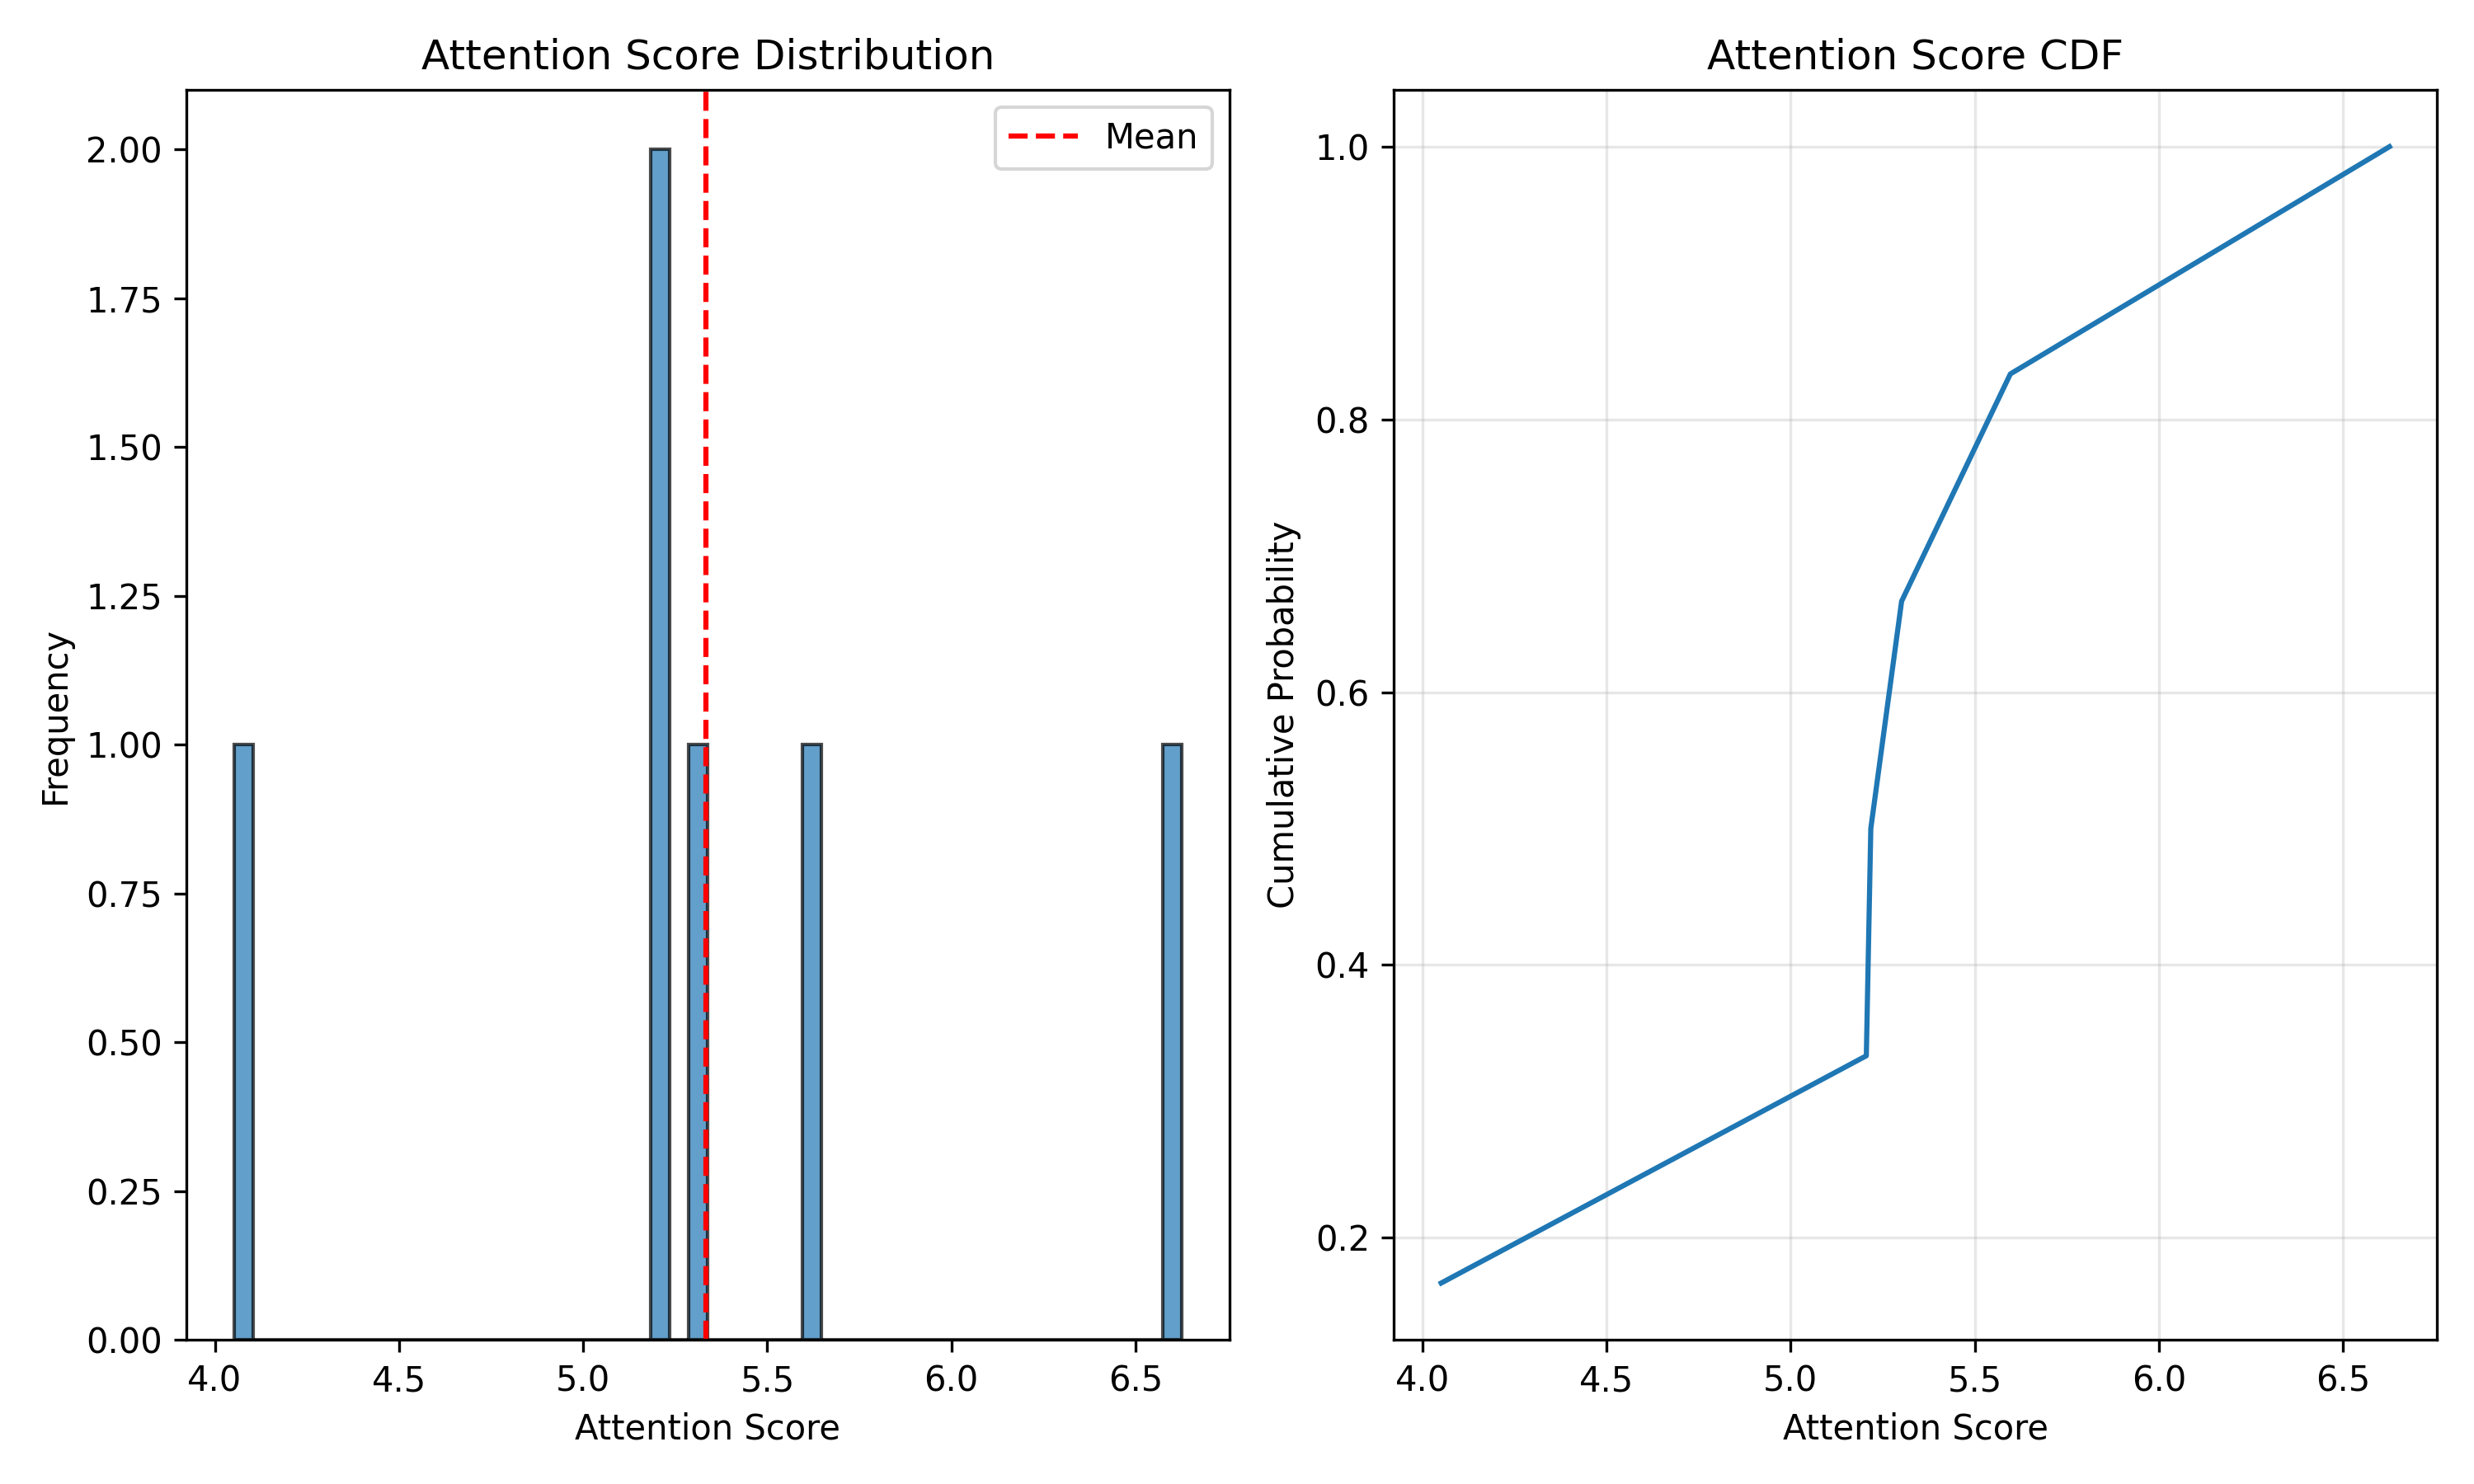 Attention Score Distribution
Mean
2.00
1.75
1.50
1.25
1.00
0.75
0.50
0.25
0.00
Frequency
4.0 4.5 5.0 5.5 6.0 6.5
Attention Score
Attention Score CDF
1.0
0.8
0.6
0.4
0.2
Cumulative Probability
4.0 4.5 5.0 5.5 6.0 6.5
Attention Score